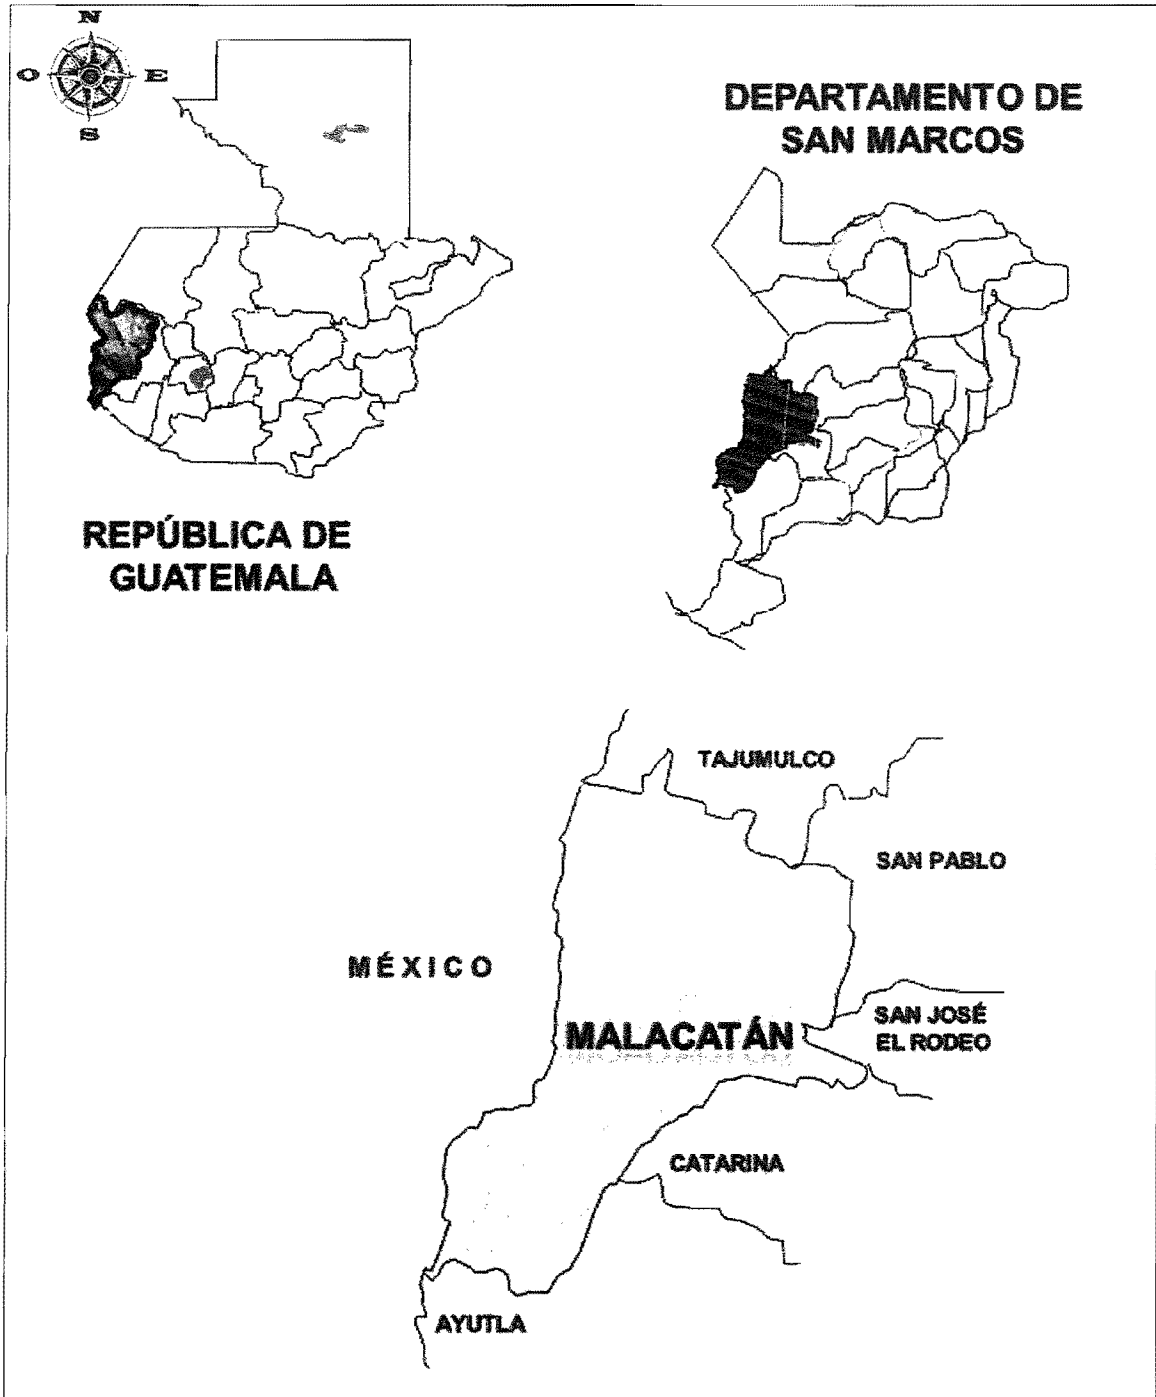 N
O E
S
DEPARTAMENTO DE
SAN MARCOS
REPÚBLICA DE
GUATEMALA
TAJUMULCO
SAN PABLO
MÉXICO
SAN JOSÉ
EL RODEO
MALACATÁN
CATARINA
AYUTLA